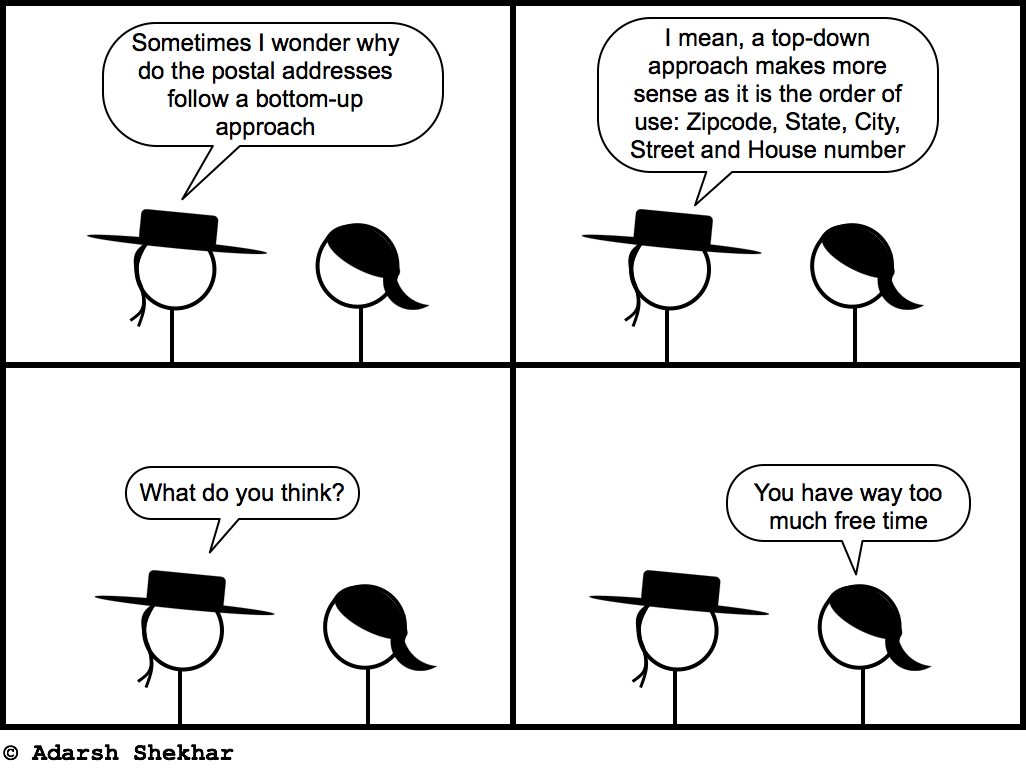 Sometimes I wonder why
do the postal addresses
follow a bottom-up
approach
I mean, a top-down
approach makes more
sense as it is the order of
use: Zipcode, State, City,
Street and House number
What do you think?
You have way too
much free time
© Adarsh Shekhar